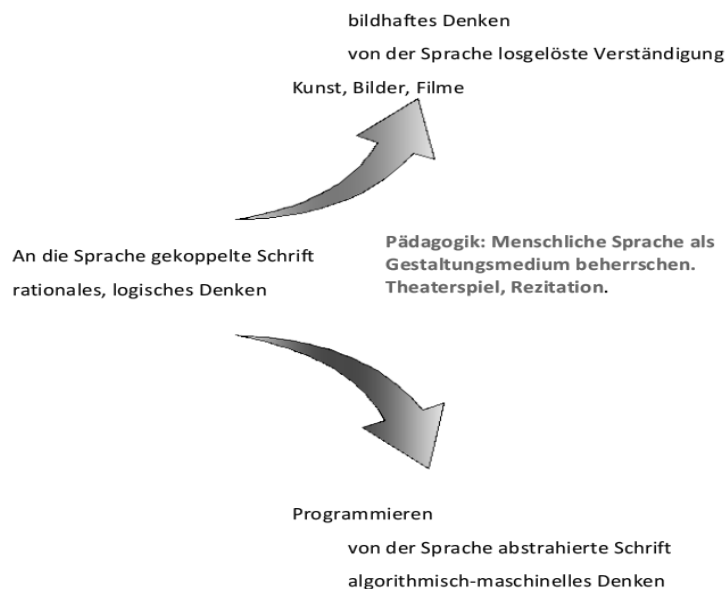 bildhaftes Denken
von der Sprache losgelöste Verständigung
Kunst, Bilder, Filme
An die Sprache gekoppelte Schrift
rationales, logisches Denken
Pädagogik: Menschliche Sprache als
Gestaltungsmedium beherrschen.
Theaterspiel, Rezitation.
Programmieren
von der Sprache abstrahierte Schrift
algorithmisch-maschinelles Denken